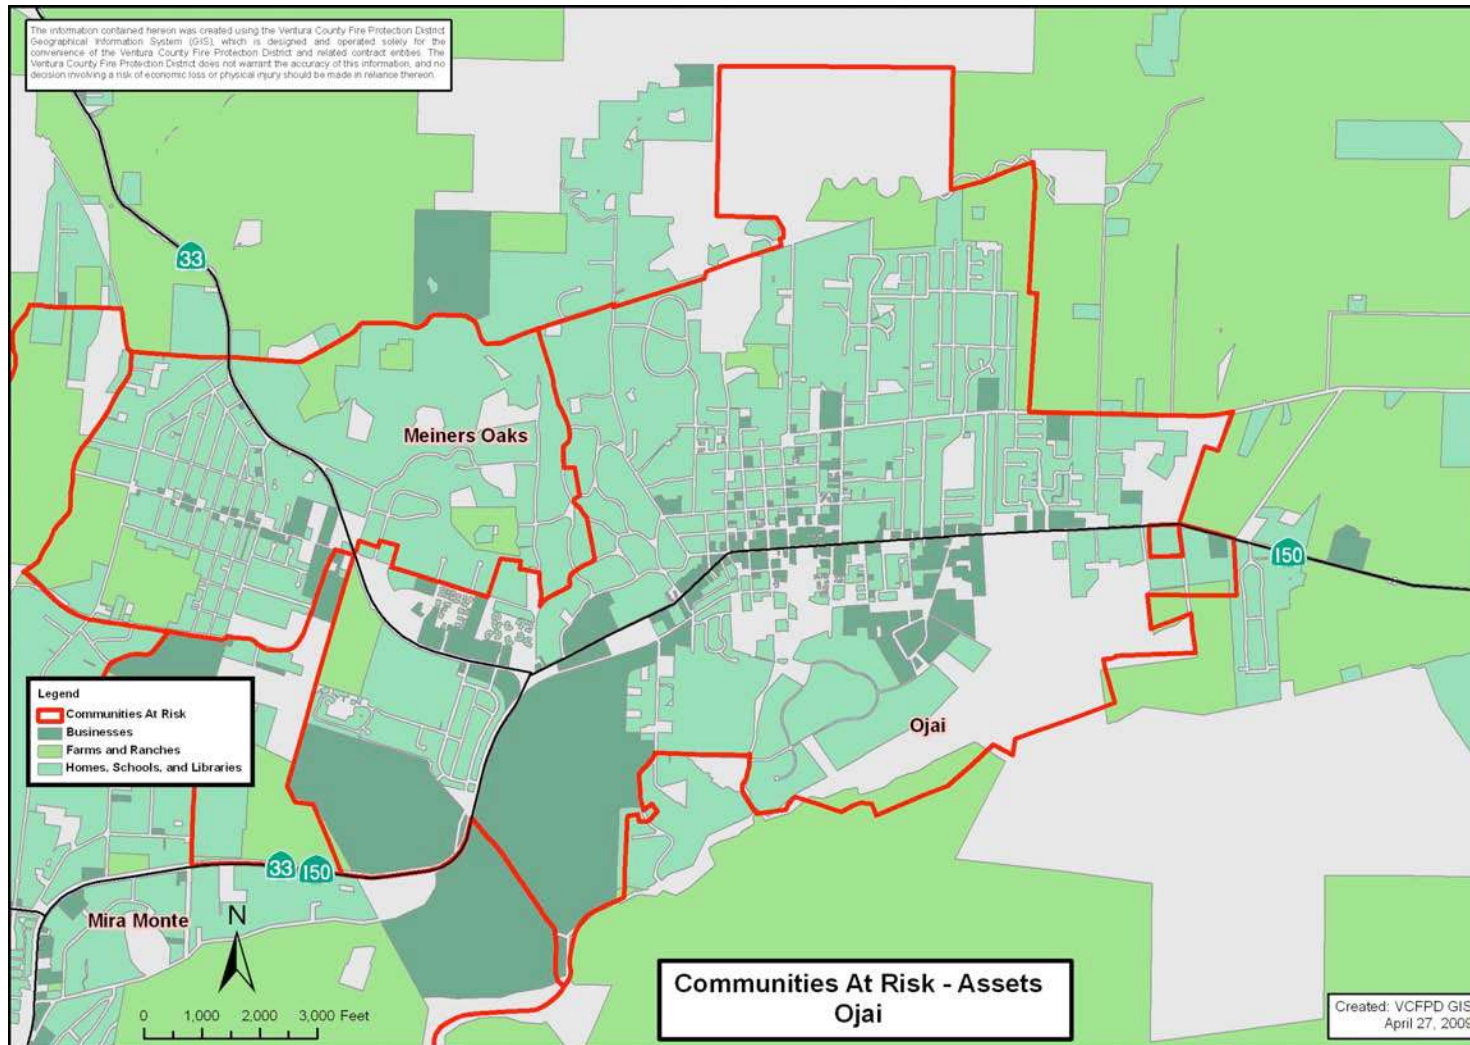 The information contained hereon was created using the Ventura County Fire Protection District
Geographical Information System (GIS), which is designed and operated solely for the
convenience of the Ventura County Fire Protection District and related contract entities. The
Ventura County Fire Protection District does not warrant the accuracy of this information, and no
decision involving a risk of economic loss or physical injury should be made in reliance thereon.
33
Meiners Oaks
150
Legend
Communities At Risk
Businesses
Farms and Ranches
Homes, Schools, and Libraries
Ojai
33 150
Mira Monte
N
0 1,000 2,000 3,000 Feet
Communities At Risk - Assets
Ojai
Created: VCFPD GIS
April 27, 2009